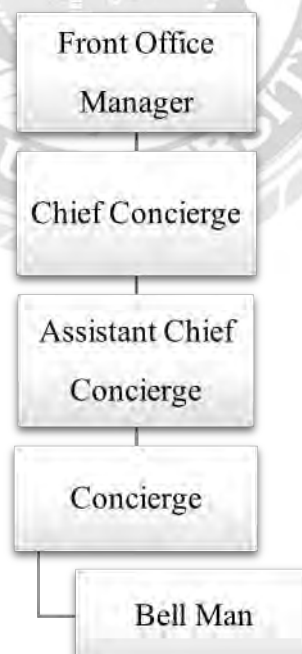 Front Office
Manager
Chief Concierge
Assistant Chief
Concierge
Concierge
Bell Man